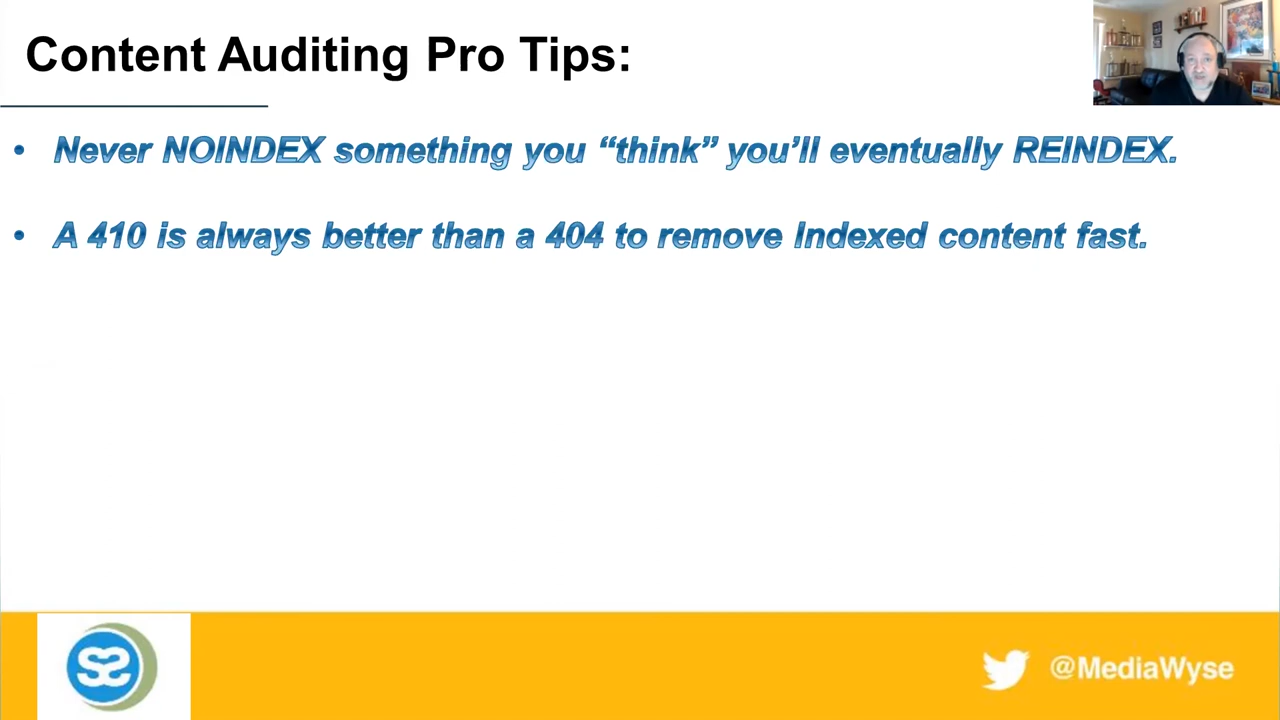 Content Auditing Pro Tips:
• Never NOINDEX something you “think” you’ll eventually REINDEX.
• A 410 is always better than a 404 to remove Indexed content fast.
@MediaWyse